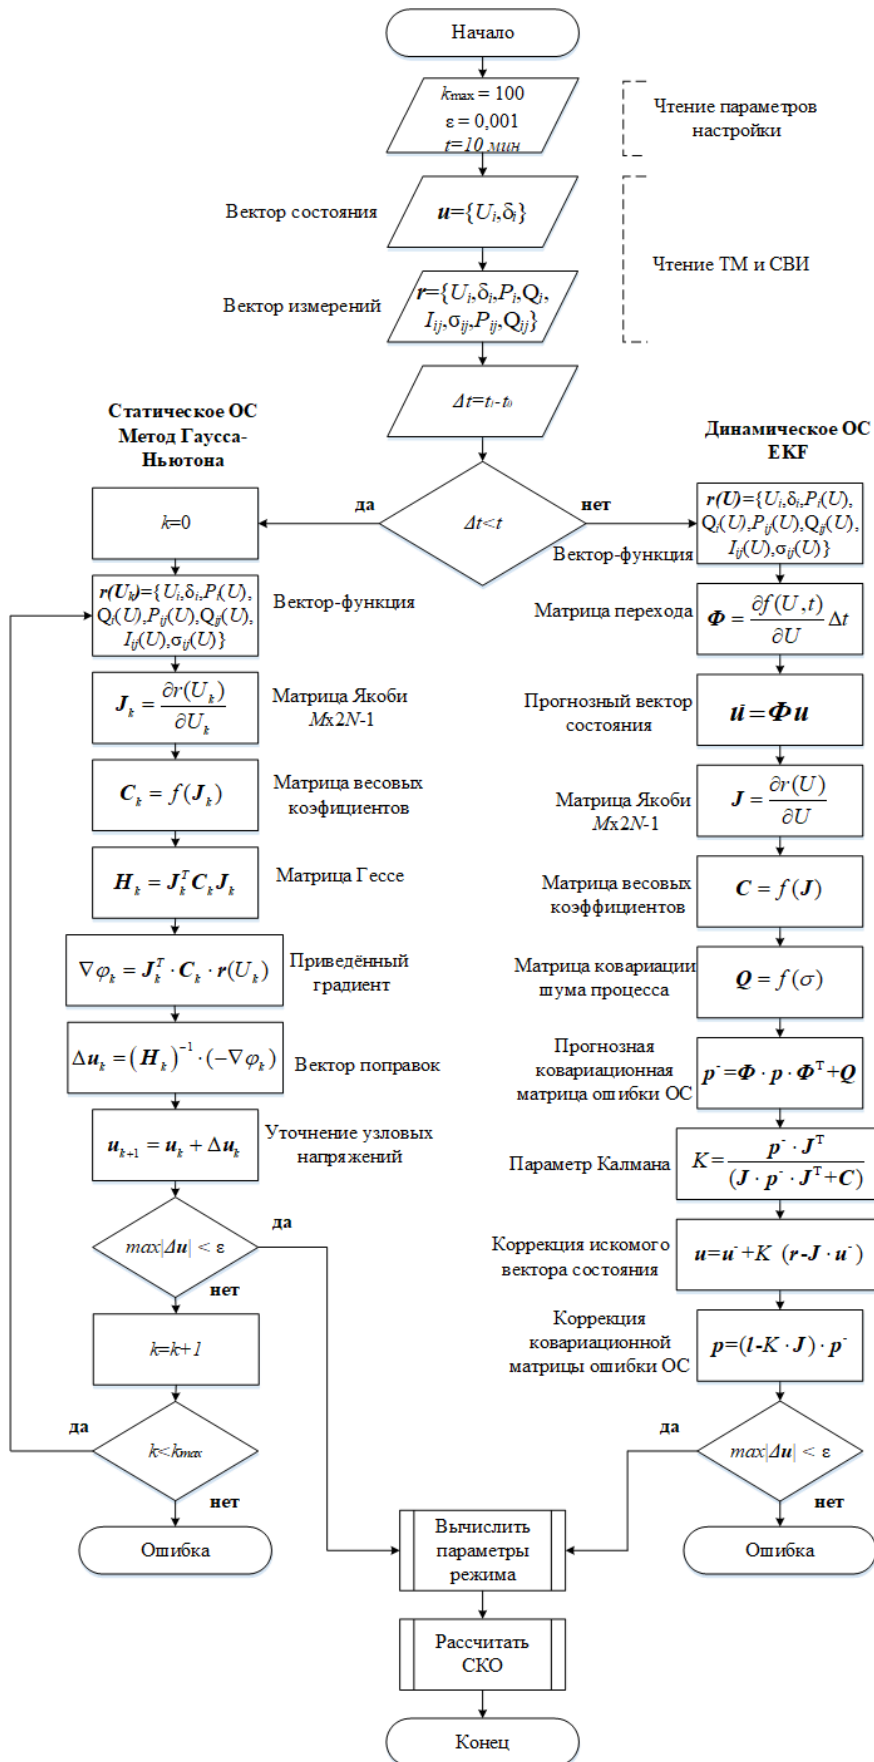 Начало
kmax = 100
ε = 0,001
t=10 мин
Чтение параметров
настройки
Вектор состояния
u={Ui,δi}
Чтение ТМ и СВИ
Вектор измерений
r={Ui,δi,Pi,Qi,
Iij,σij,Pij,Qij}
Δt=ti-t0
Статическое ОС
Метод Гаусса-
Ньютона
Динамическое ОС
EKF
да
Δt<t
нет
k=0
r(Uk)={Ui,δi,Pi(U),
Qi(U),Pij(U),Qij(U),
Iij(U),σij(U)}
Вектор-функция
Jk = ∂r(Uk)/∂Uk
Матрица Якоби
Mx2N-1
Ck = f(Jk)
Матрица весовых
коэфициентов
Hk = Jk^T Ck Jk
Матрица Гессе
∇φk = Jk^T · Ck · r(Uk)
Приведённый
градиент
Δuk = (Hk)^-1 · (-∇φk)
Вектор поправок
uk+1 = uk + Δuk
Уточнение узловых
напряжений
max|Δu| < ε
да
нет
k=k+1
да
k<kmax
нет
Ошибка
r(U)={Ui,δi,Pi(U),
Qi(U),Pij(U),Qij(U),
Iij(U),σij(U)}
Вектор-функция
Матрица перехода
Φ = ∂f(U,t)/∂U Δt
Прогнозный вектор
состояния
u̇=Φu
Матрица Якоби
Mx2N-1
J = ∂r(U)/∂U
Матрица весовых
коэффициентов
C = f(J)
Матрица ковариации
шума процесса
Q = f(σ)
Прогнозная
ковариационная
матрица ошибки ОС
p^-=Φ · p · Φ^T+Q
Параметр Калмана
K= p^- · J^T/(J · p^- · J^T+C)
Коррекция искомого
вектора состояния
u=u^-+K (r-J · u^-)
Коррекция
ковариационной
матрицы ошибки ОС
p=(l-K · J) · p^-
да
max|Δu| < ε
нет
Ошибка
Вычислить
параметры
режима
Рассчитать
СКО
Конец